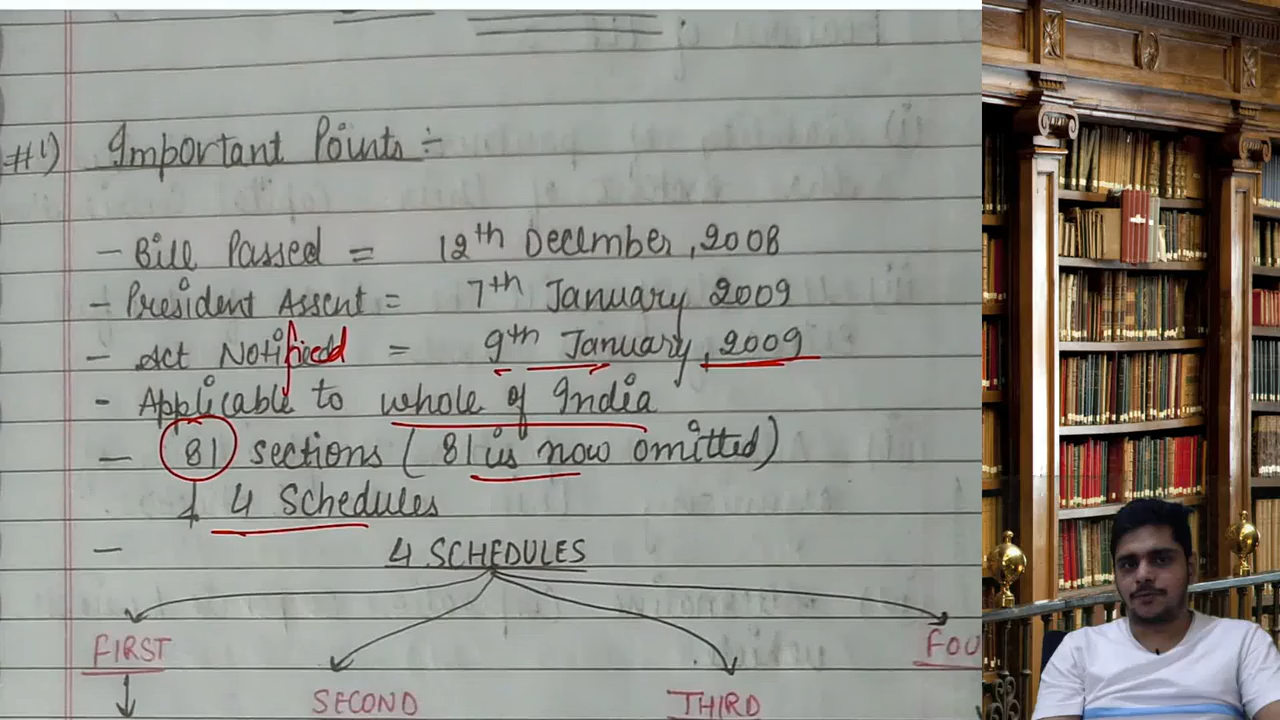 #1) Important Points :-
- Bill Passed = 12th December, 2008
- President Assent = 7th January 2009
- Act Notified = 9th January, 2009
- Applicable to whole of India
- 81 sections ( 81 is now omitted)
4 Schedules
- 4 SCHEDULES
FIRST
FOU
SECOND
THIRD